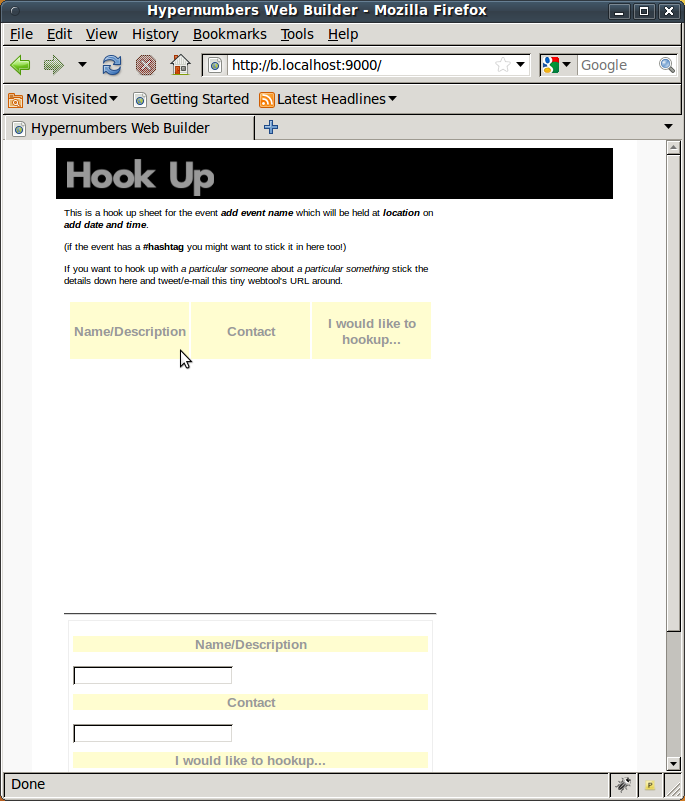 Hypernumbers Web Builder - Mozilla Firefox
File Edit View History Bookmarks Tools Help
http://b.localhost:9000/ Google
Most Visited Getting Started Latest Headlines
Hypernumbers Web Builder
Hook Up
This is a hook up sheet for the event add event name which will be held at location on
add date and time.
(if the event has a #hashtag you might want to stick it in here too!)
If you want to hook up with a particular someone about a particular something stick the
details down here and tweet/e-mail this tiny webtool's URL around.
Name/Description Contact I would like to
hookup...
Name/Description
Contact
I would like to hookup...
Done
P